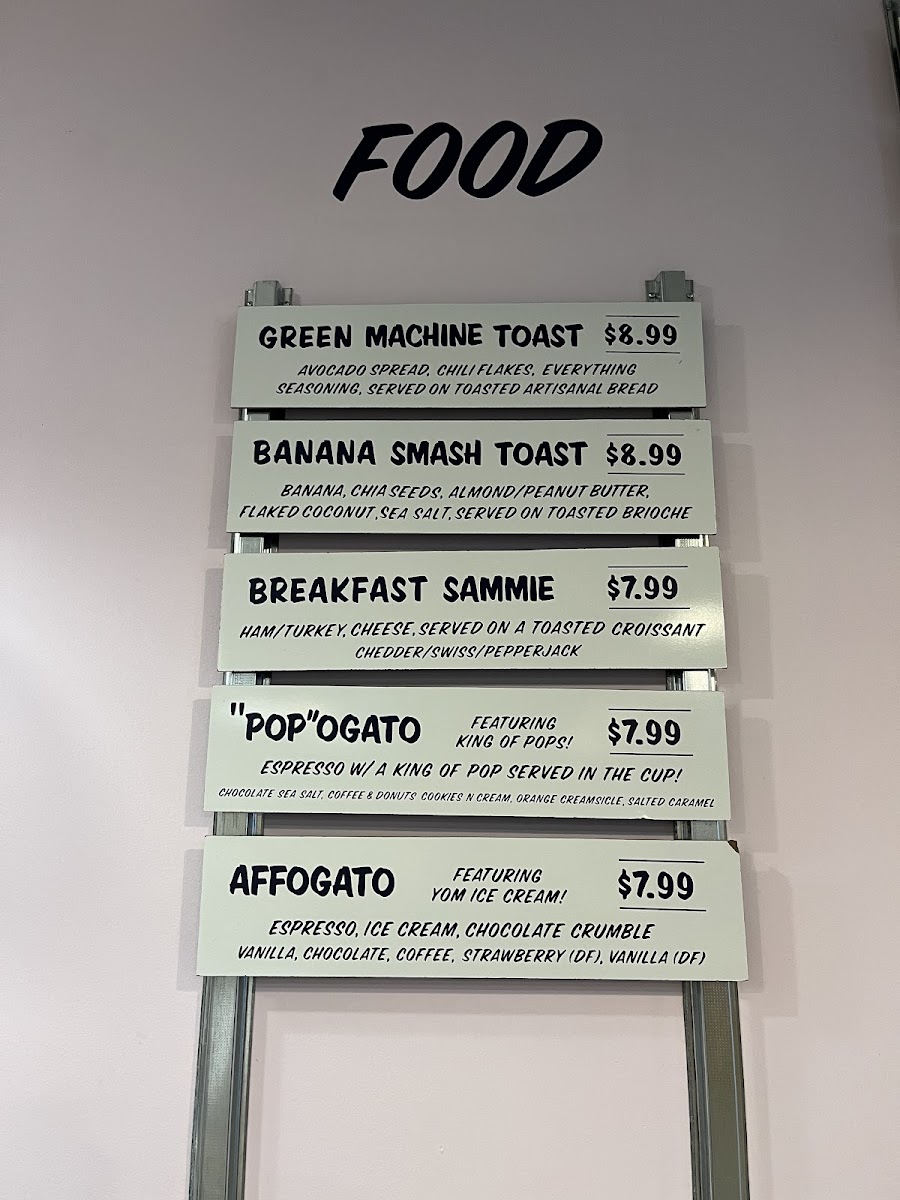 FOOD
GREEN MACHINE TOAST $8.99
AVOCADO SPREAD, CHILI FLAKES, EVERYTHING
SEASONING, SERVED ON TOASTED ARTISANAL BREAD
BANANA SMASH TOAST $8.99
BANANA, CHIA SEEDS, ALMOND/PEANUT BUTTER,
FLAKED COCONUT, SEA SALT, SERVED ON TOASTED BRIOCHE
BREAKFAST SAMMIE $7.99
HAM/TURKEY, CHEESE, SERVED ON A TOASTED CROISSANT
CHEDDER/SWISS/PEPPERJACK
"POP"OGATO
FEATURING
KING OF POPS!
$7.99
ESPRESSO W/ A KING OF POP SERVED IN THE CUP!
CHOCOLATE SEA SALT, COFFEE & DONUTS COOKIES N CREAM, ORANGE CREAMSICLE, SALTED CARAMEL
AFFOGATO
FEATURING
YOM ICE CREAM!
$7.99
ESPRESSO, ICE CREAM, CHOCOLATE CRUMBLE
VANILLA, CHOCOLATE, COFFEE, STRAWBERRY (DF), VANILLA (DF)